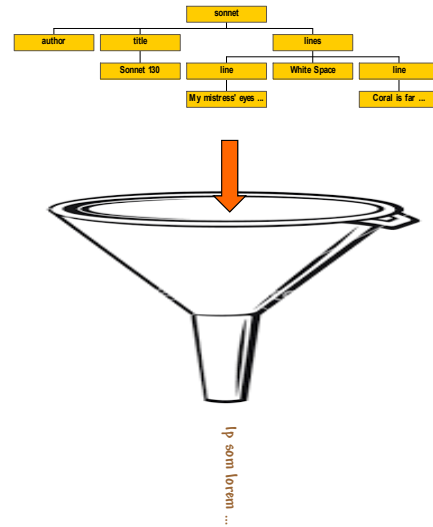 sonnet
author title lines
Sonnet 130 line White Space line
My mistress' eyes ... Coral is far ...
Ip som lorem ...